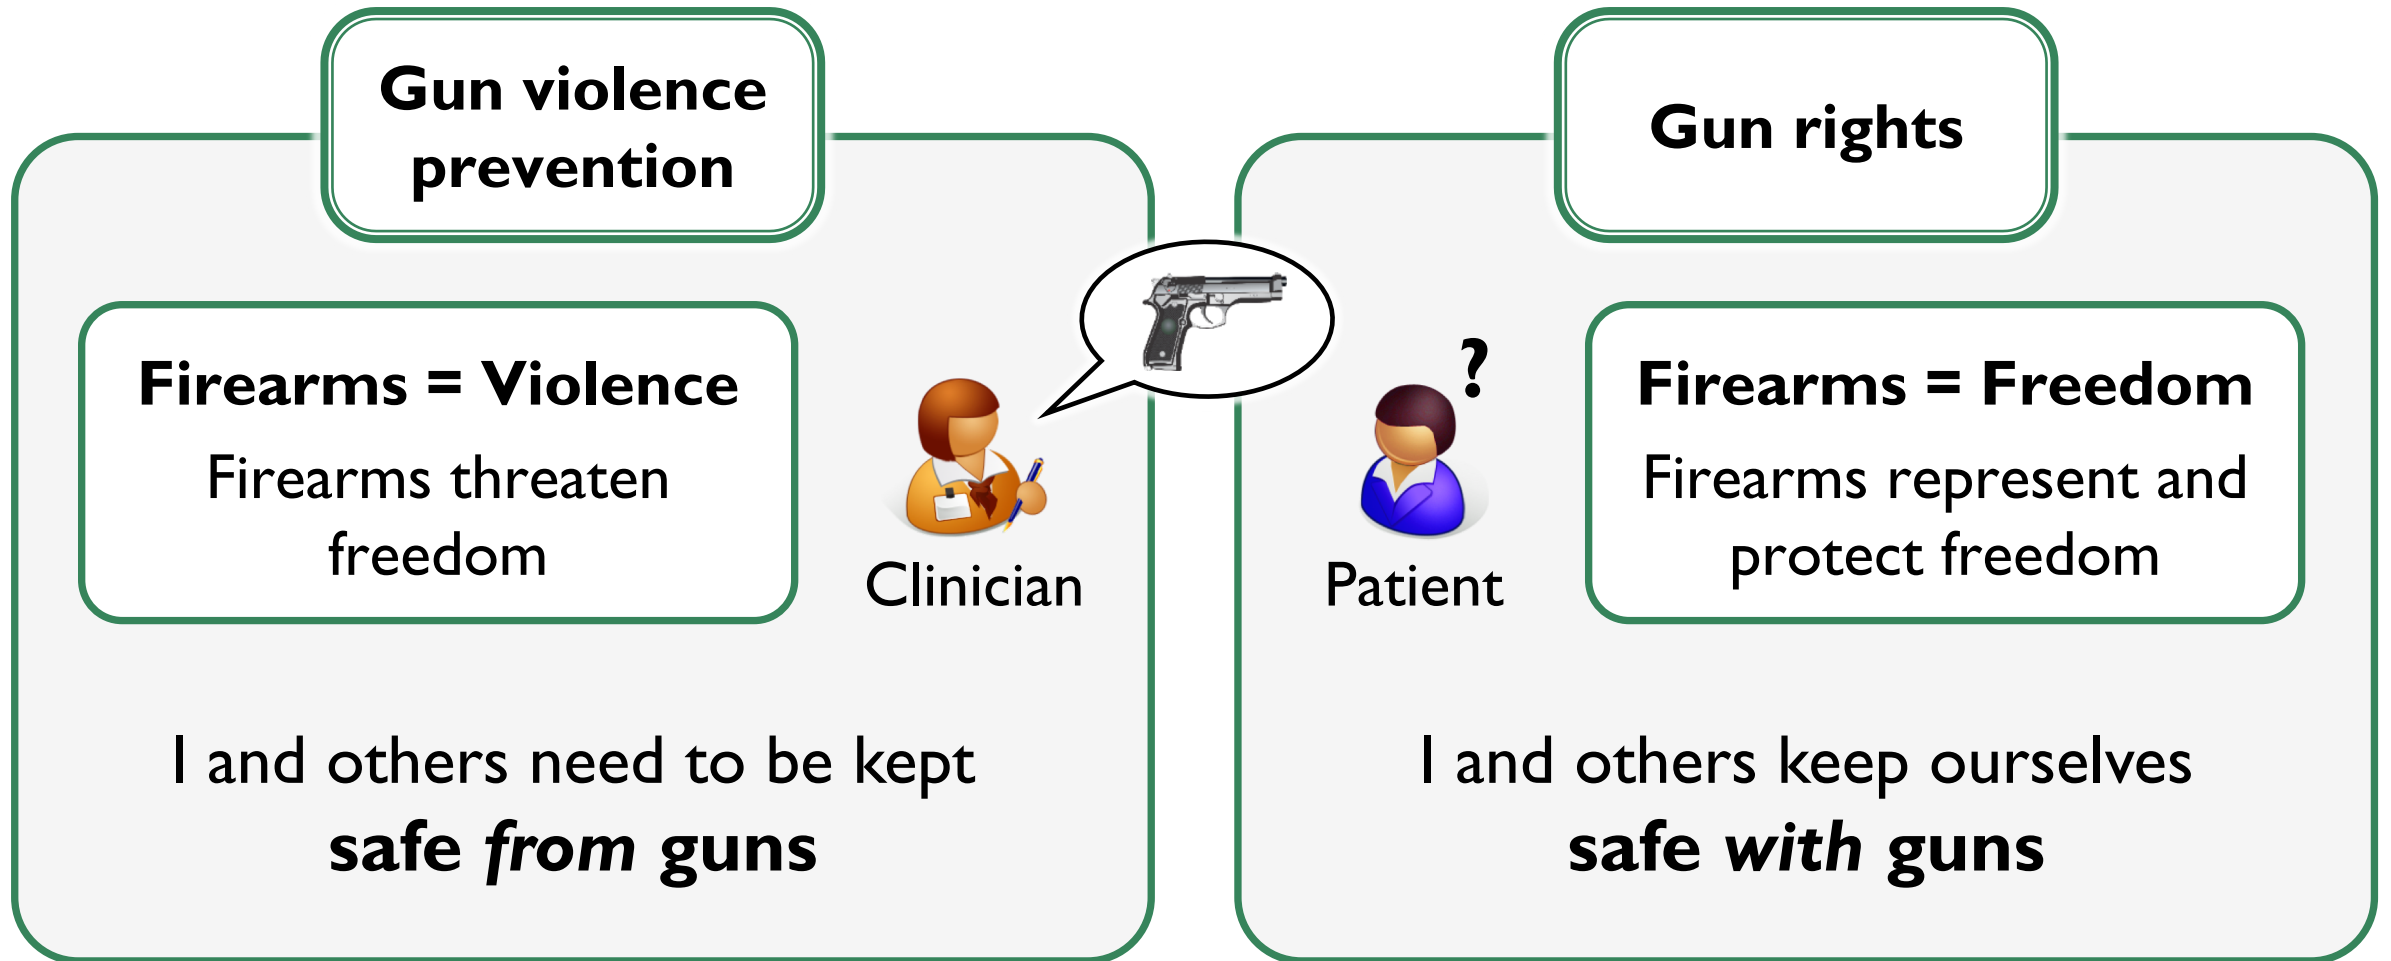 Gun violence
prevention
Firearms = Violence
Firearms threaten
freedom
Clinician
I and others need to be kept
safe from guns
Gun rights
?
Patient
Firearms = Freedom
Firearms represent and
protect freedom
I and others keep ourselves
safe with guns